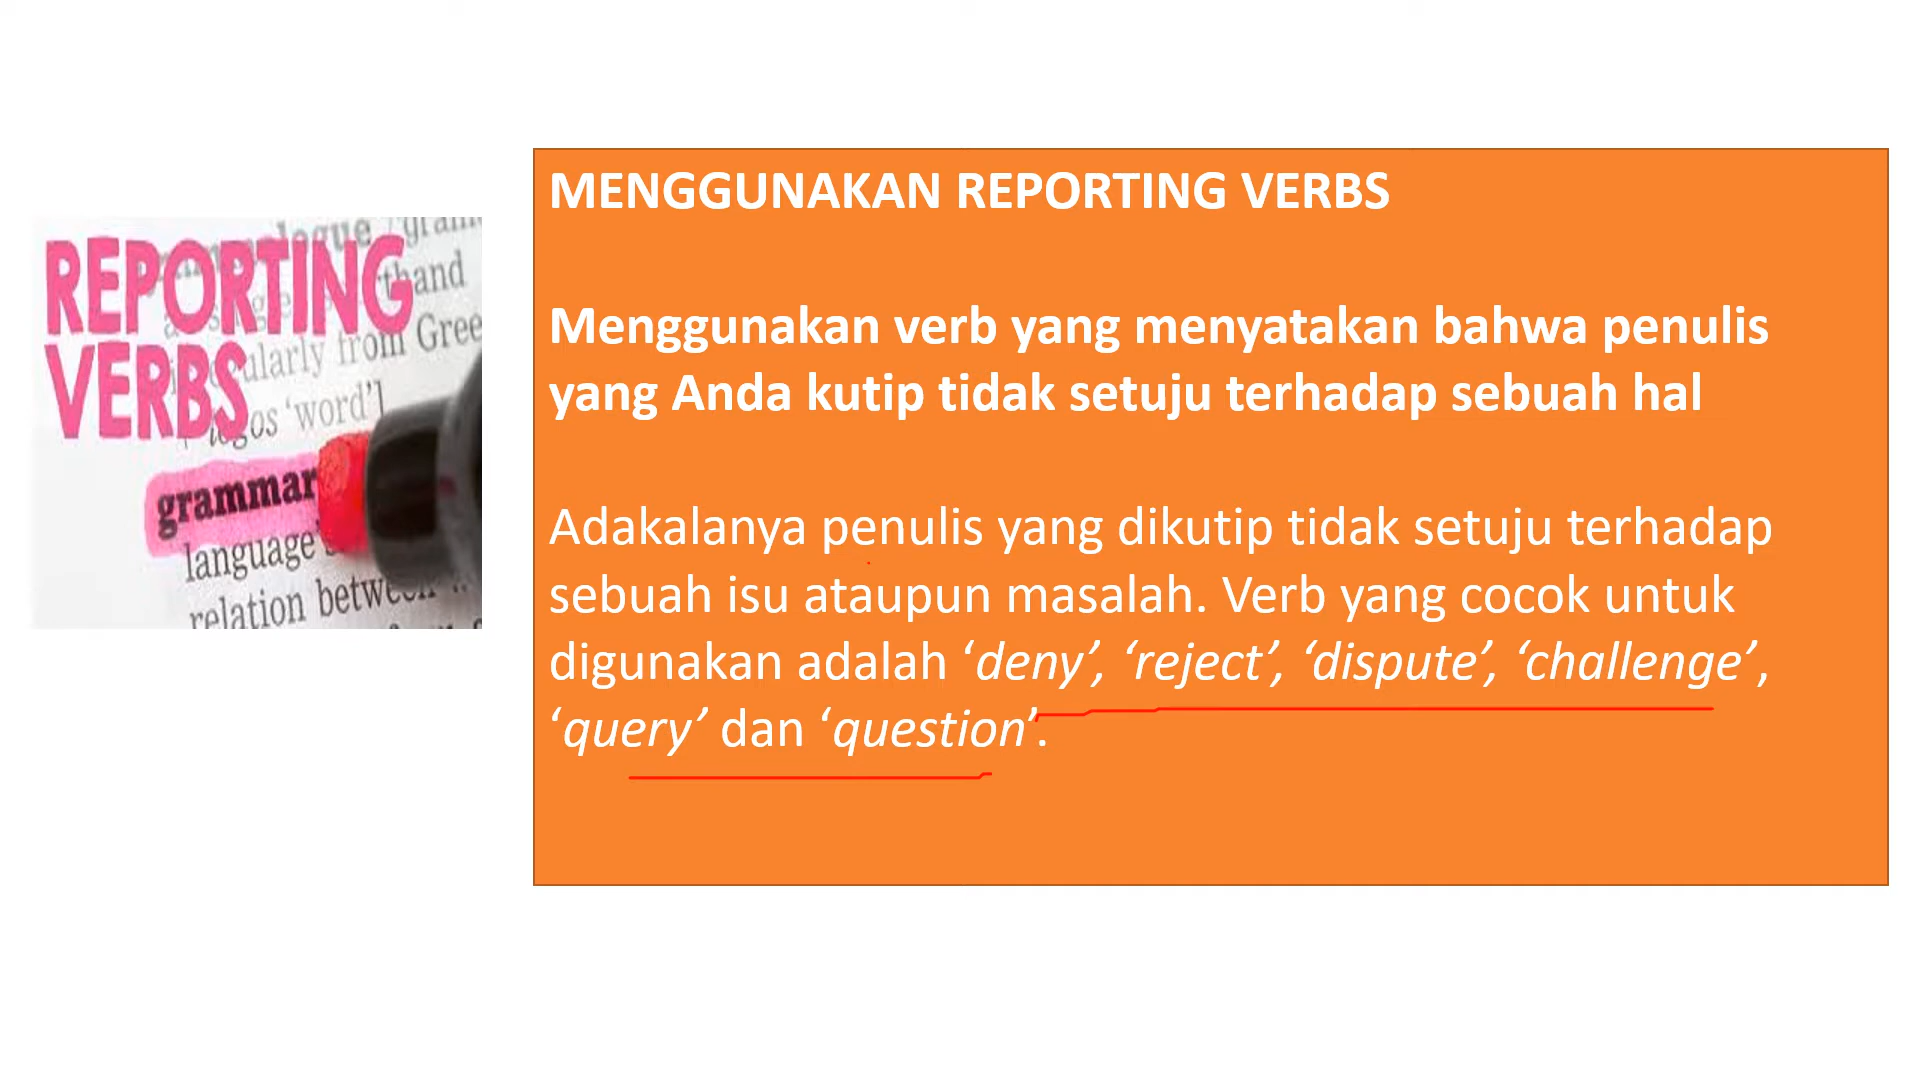 REPORTING
VERBS
grammar
language's
relation between
MENGGUNAKAN REPORTING VERBS
Menggunakan verb yang menyatakan bahwa penulis
yang Anda kutip tidak setuju terhadap sebuah hal
Adakalanya penulis yang dikutip tidak setuju terhadap
sebuah isu ataupun masalah. Verb yang cocok untuk
digunakan adalah ‘deny’, ‘reject’, ‘dispute’, ‘challenge’,
‘query’ dan ‘question’.